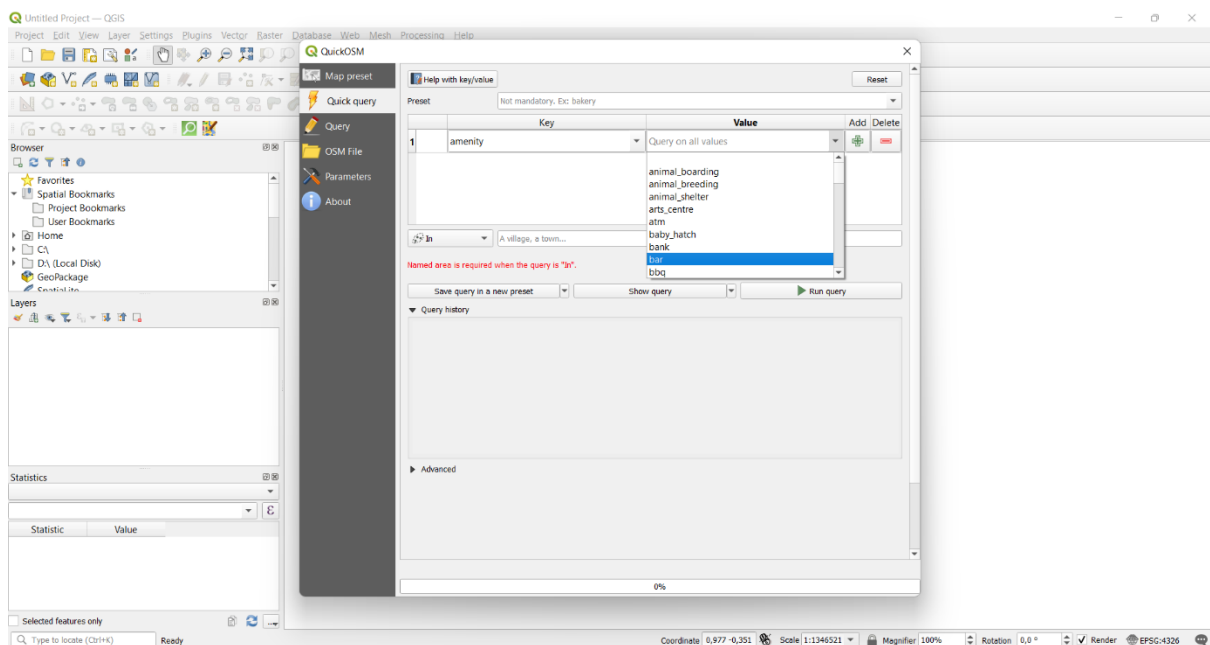 Untitled Project — QGIS
Project Edit View Layer Settings Plugins Vector Raster Database Web Mesh Processing Help
QuickOSM
Map preset
Quick query
Query
OSM File
Parameters
About
Help with key/value
Reset
Preset
Not mandatory. Ex: bakery
Key Value Add Delete
1 amenity Query on all values
animal_boarding
animal_breeding
animal_shelter
arts_centre
atm
baby_hatch
bank
bar
bbq
In A village, a town...
Named area is required when the query is "In".
Save query in a new preset Show query Run query
Query history
Advanced
0%
Browser
Favorites
Spatial Bookmarks
Project Bookmarks
User Bookmarks
Home
C:\
D:\ (Local Disk)
GeoPackage
SpatiaLite
Layers
Statistics
ε
Statistic Value
Selected features only
Type to locate (Ctrl+K) Ready Coordinate 0,977 -0,351 Scale 1:1346521 Magnifier 100% Rotation 0,0 ° Render EPSG:4326